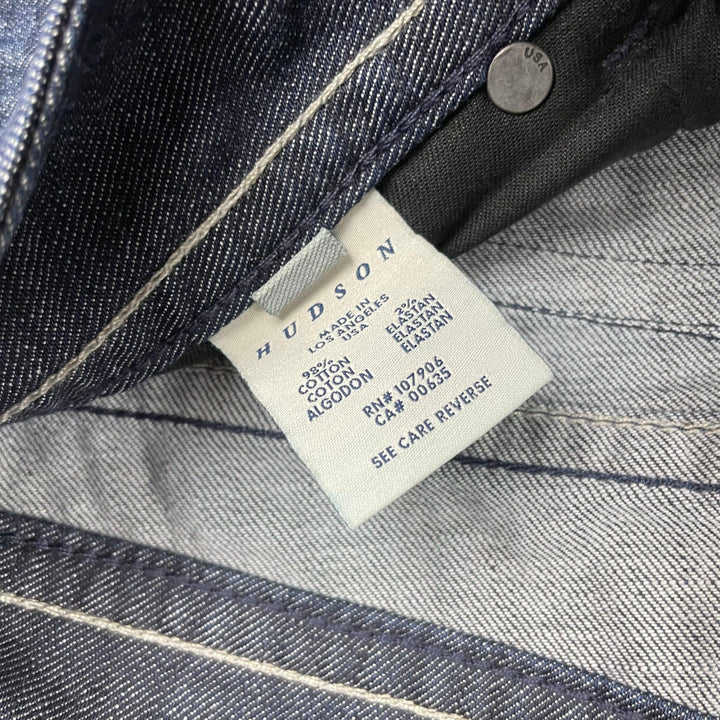 USA
HUDSON
MADE IN
LOS ANGELES
USA
98%
COTTON
COTON
ALGODON
2%
ELASTAN
ELASTAN
ELASTAN
RN# 107906
CA# 00635
SEE CARE REVERSE